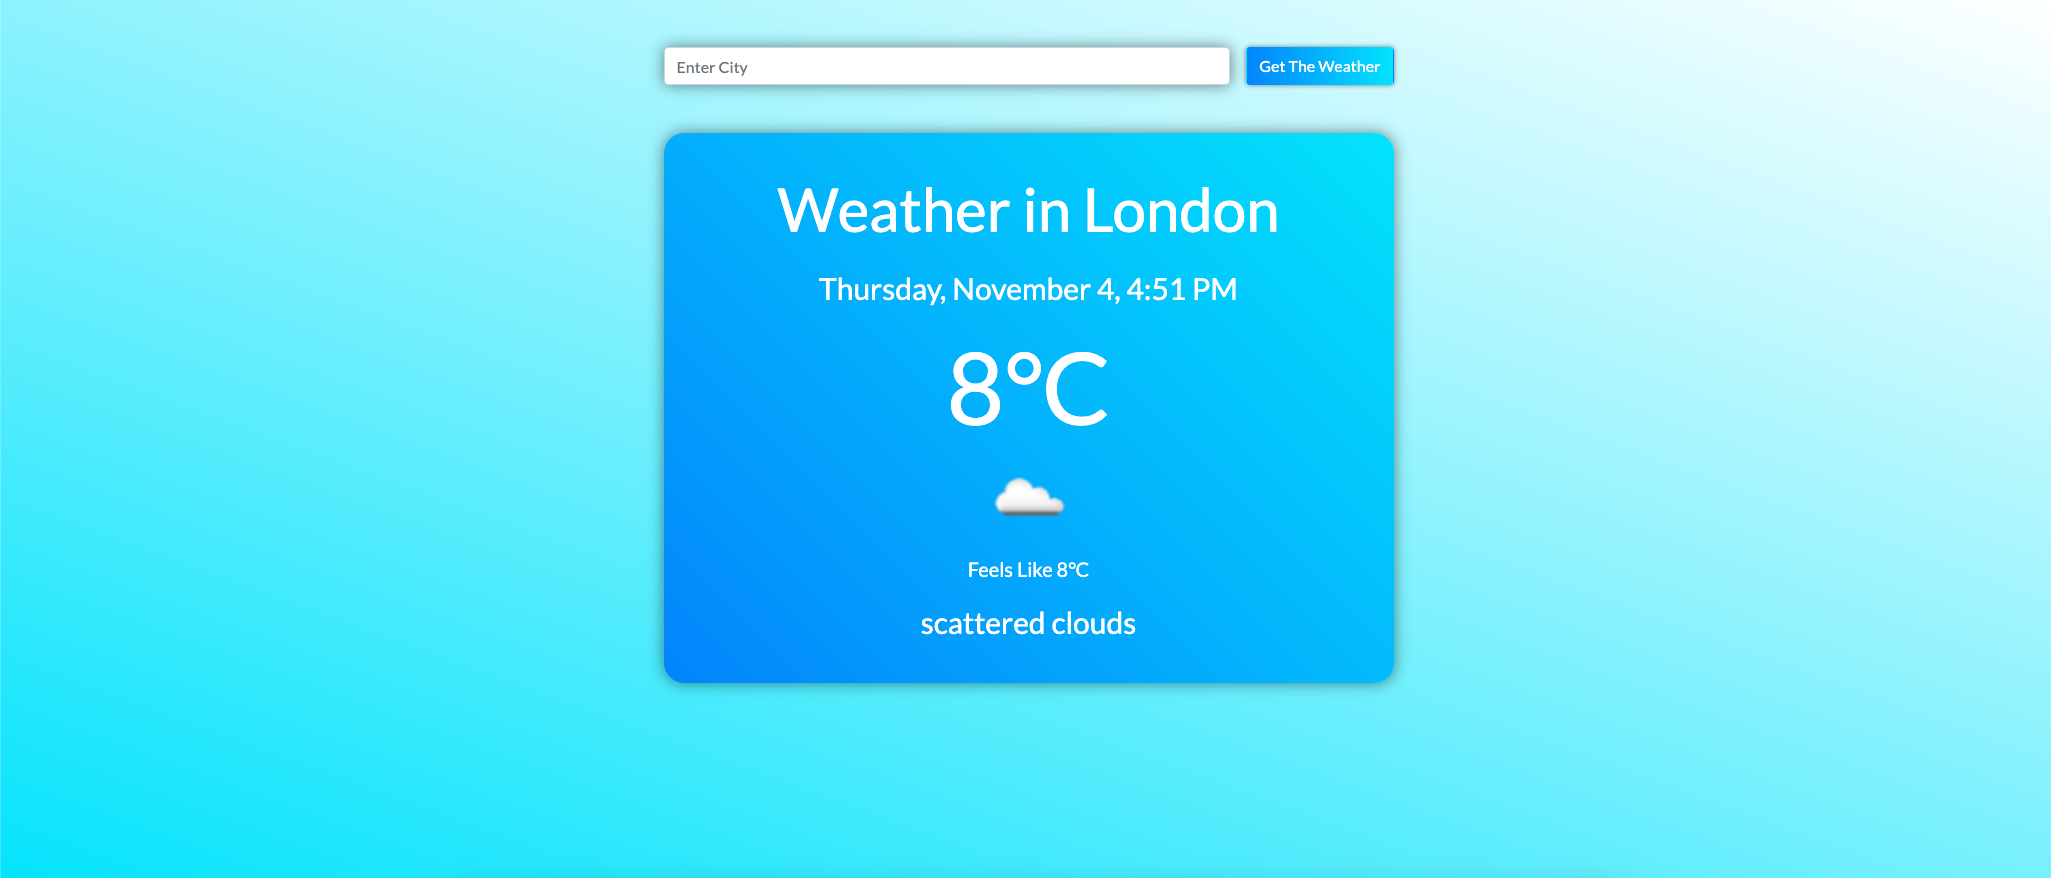 Enter City
Get The Weather
Weather in London
Thursday, November 4, 4:51 PM
8°C
Feels Like 8°C
scattered clouds